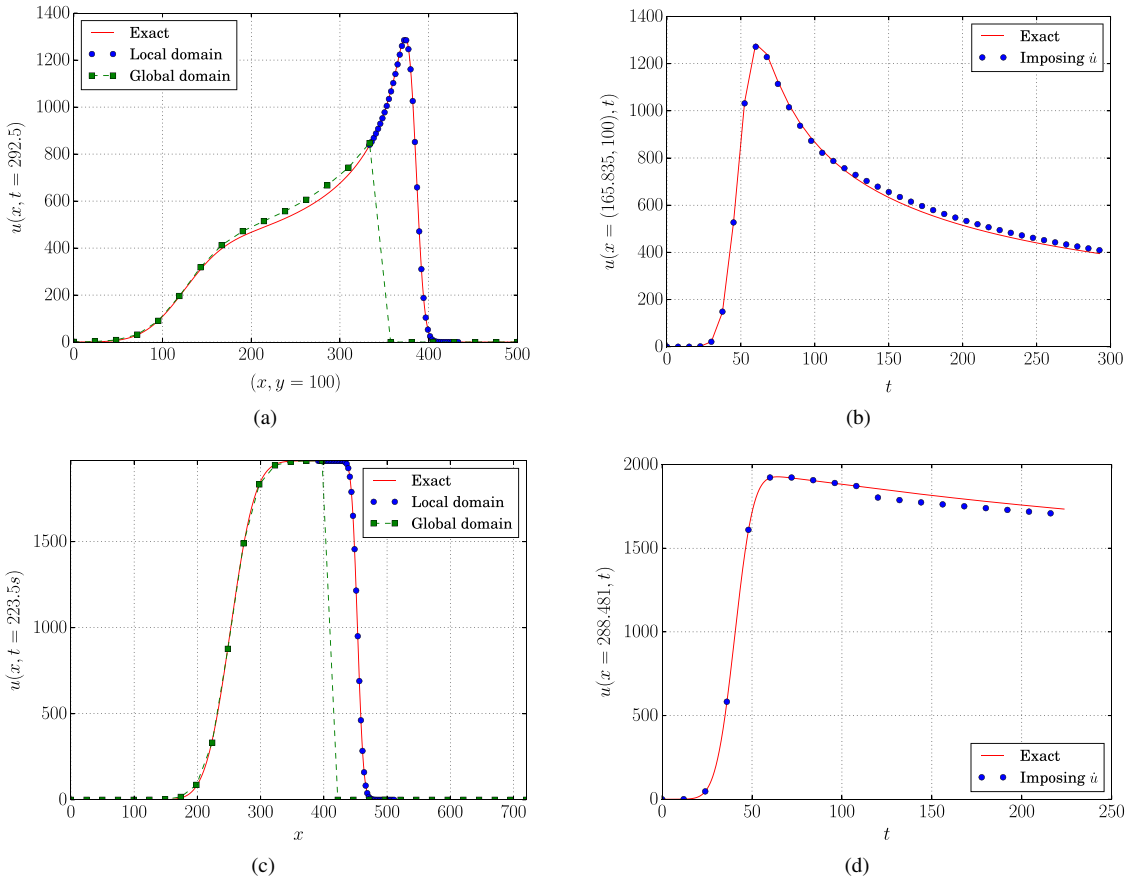 1400
1200
1000
800
600
400
200
0
u(x, t = 292.5)
Exact
Local domain
Global domain
0 100 200 300 400 500
(x, y = 100)
(a)
1400
1200
1000
800
600
400
200
0
u(x = (165.835, 100), t)
Exact
Imposing u̇
0 50 100 150 200 250 300
t
(b)
1500
1000
500
0
u(x, t = 223.5s)
Exact
Local domain
Global domain
0 100 200 300 400 500 600 700
x
(c)
2000
1500
1000
500
0
u(x = 288.481, t)
Exact
Imposing u̇
0 50 100 150 200 250
t
(d)